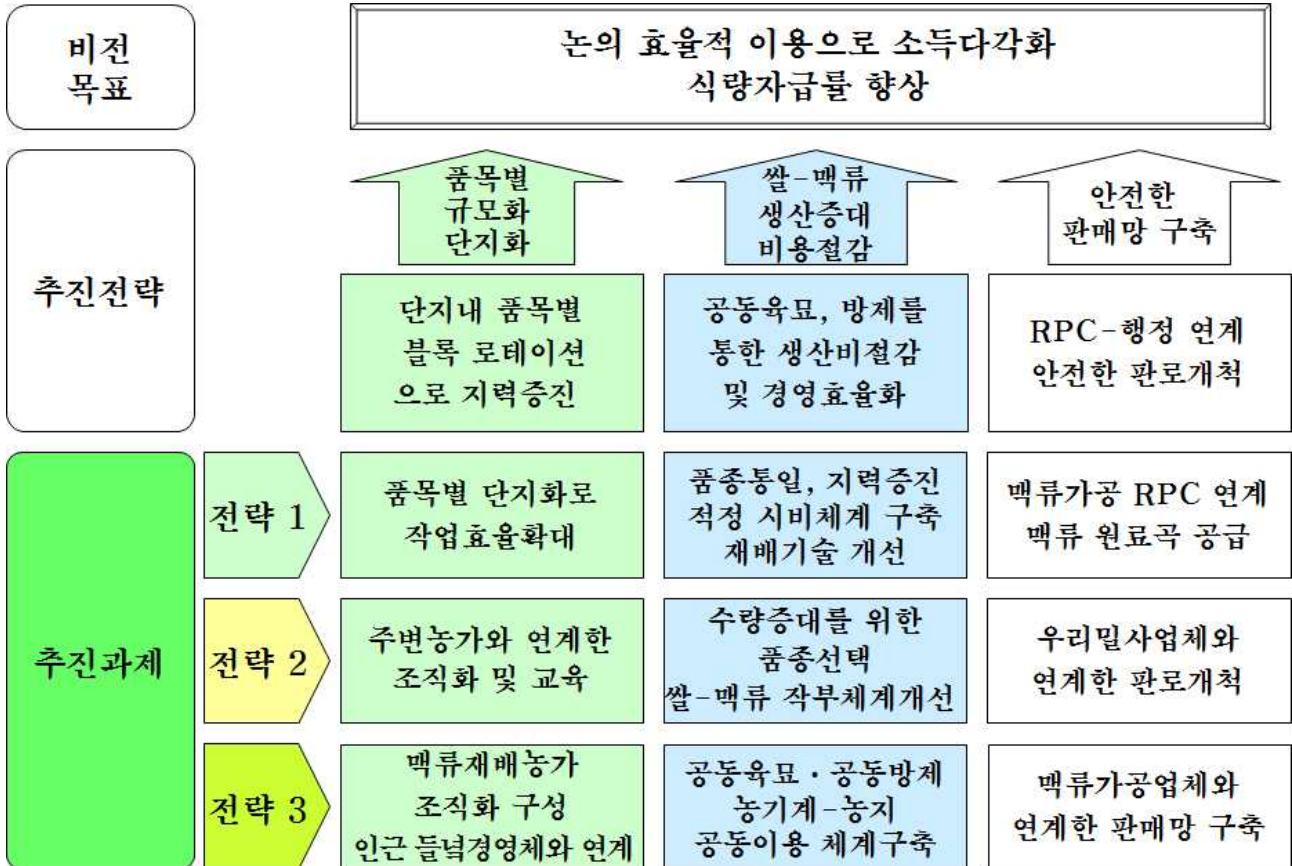 비전
목표
논의 효율적 이용으로 소득다각화
식량자급률 향상
추진전략
품목별
규모화
단지화
쌀-맥류
생산증대
비용절감
안전한
판매망 구축
단지내 품목별
블록 로테이션
으로 지력증진
공동육묘, 방제를
통한 생산비절감
및 경영효율화
RPC-행정 연계
안전한 판로개척
추진과제
전략 1
품목별 단지화로
작업효율확대
품종통일, 지력증진
적정 시비체계 구축
재배기술 개선
맥류가공 RPC 연계
맥류 원료곡 공급
전략 2
주변농가와 연계한
조직화 및 교육
수량증대를 위한
품종선택
쌀-맥류 작부체계개선
우리밀사업체와
연계한 판로개척
전략 3
맥류재배농가
조직화 구성
인근 들녘경영체와 연계
공동육묘·공동방제
농기계-농지
공동이용 체계구축
맥류가공업체와
연계한 판매망 구축